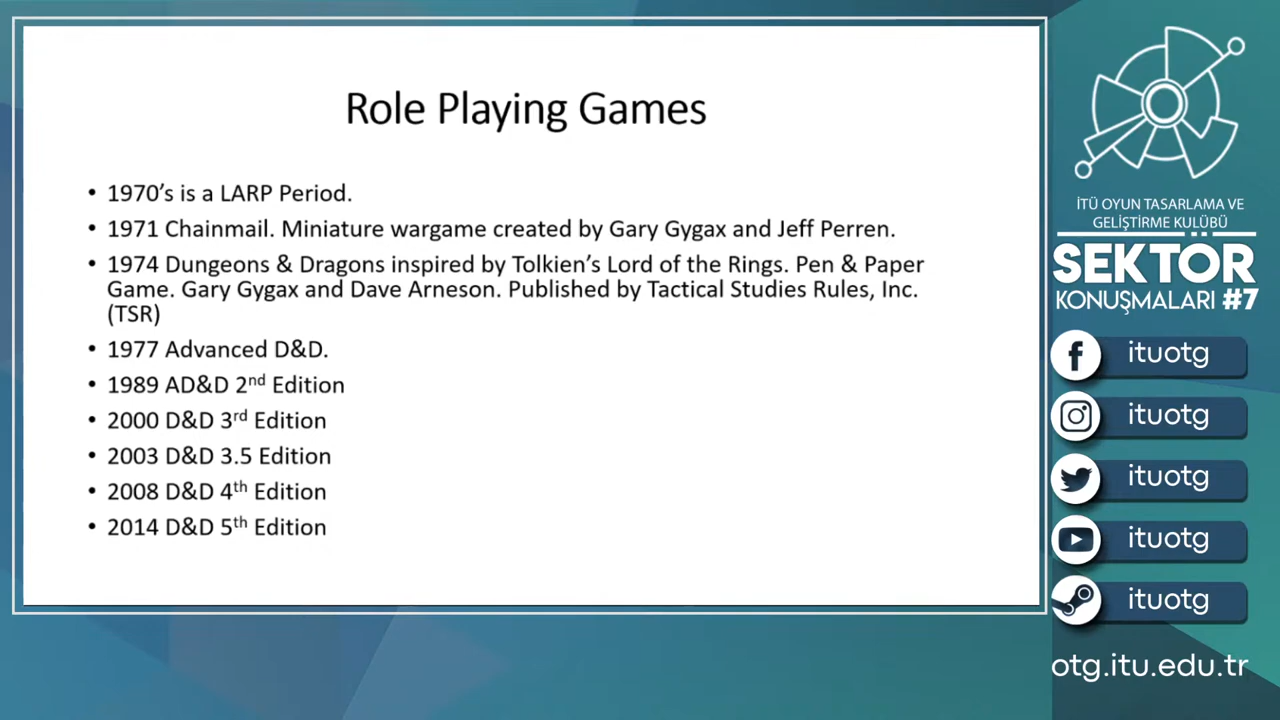 Role Playing Games
• 1970's is a LARP Period.
• 1971 Chainmail. Miniature wargame created by Gary Gygax and Jeff Perren.
• 1974 Dungeons & Dragons inspired by Tolkien's Lord of the Rings. Pen & Paper
Game. Gary Gygax and Dave Arneson. Published by Tactical Studies Rules, Inc.
(TSR)
• 1977 Advanced D&D.
• 1989 AD&D 2nd Edition
• 2000 D&D 3rd Edition
• 2003 D&D 3.5 Edition
• 2008 D&D 4th Edition
• 2014 D&D 5th Edition
İTÜ OYUN TASARLAMA VE
GELİŞTİRME KULÜBÜ
SEKTÖR
KONUŞMALARI #7
ituotg
ituotg
ituotg
ituotg
ituotg
otg.itu.edu.tr